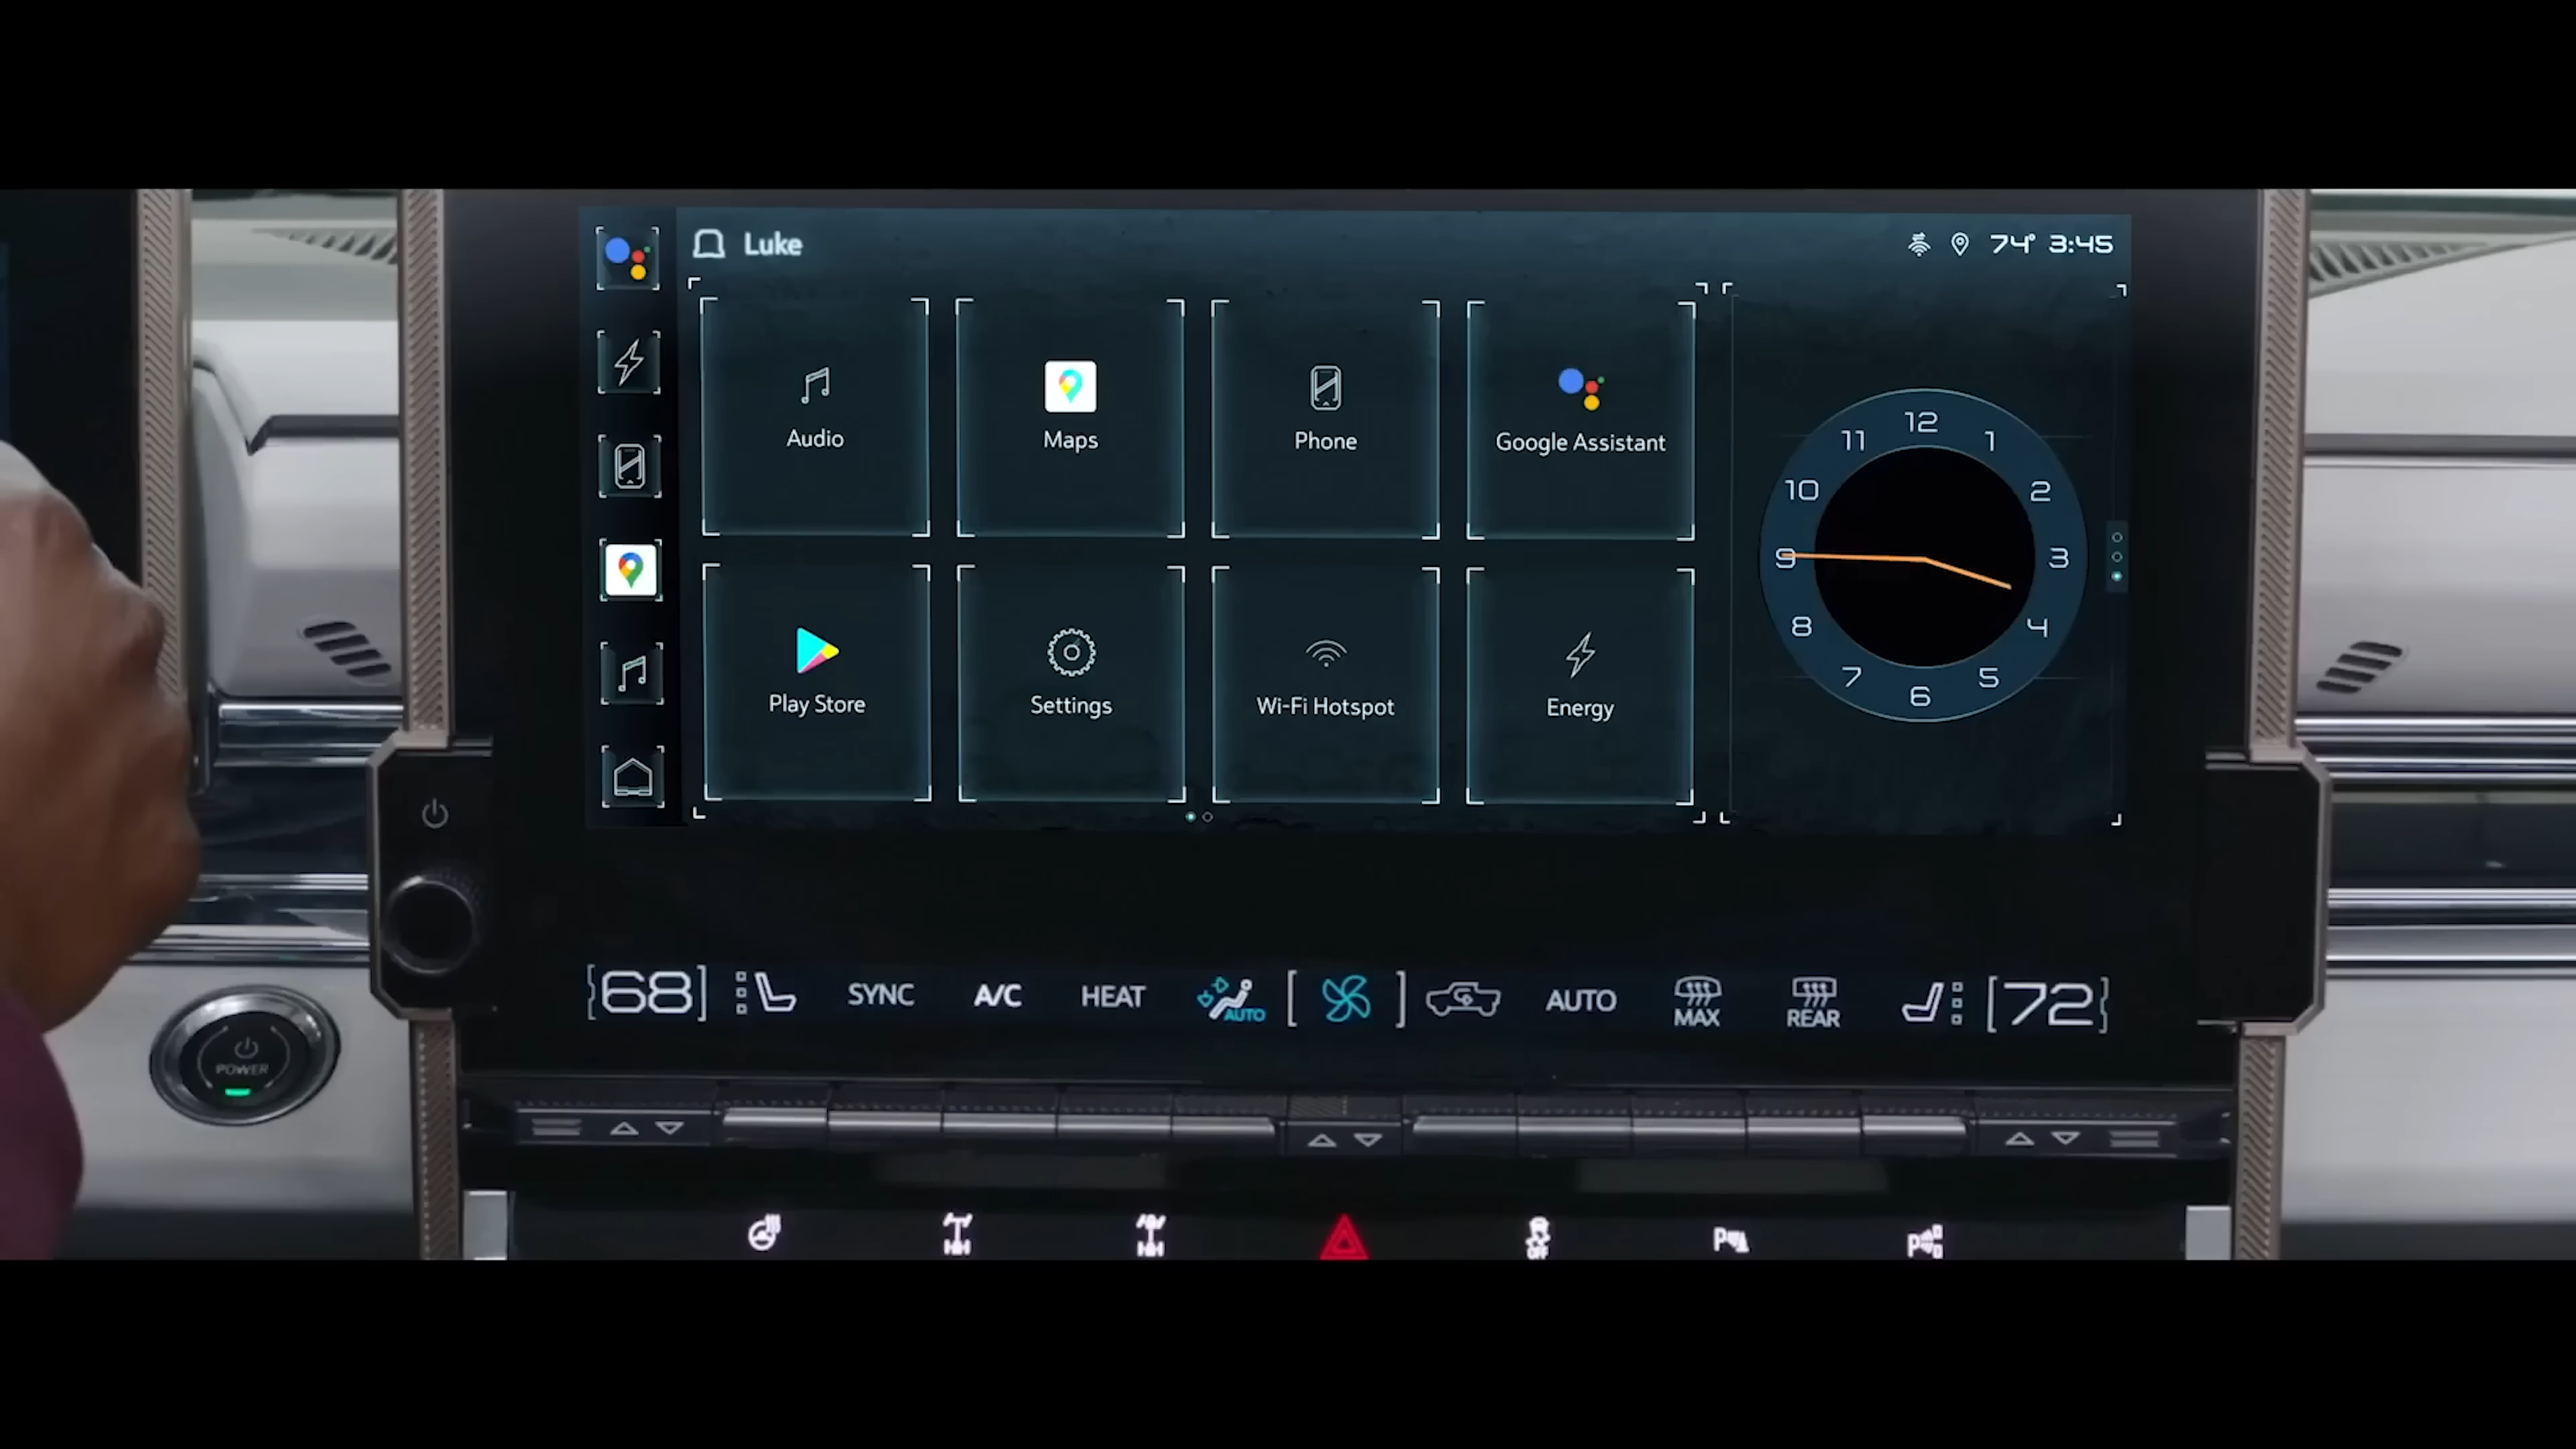 Luke
74° 3:45
Audio
Maps
Phone
Google Assistant
Play Store
Settings
Wi-Fi Hotspot
Energy
12
1
2
3
4
5
6
7
8
9
10
11
68
SYNC
A/C
HEAT
AUTO
AUTO
MAX
REAR
72
POWER
OFF
P
P